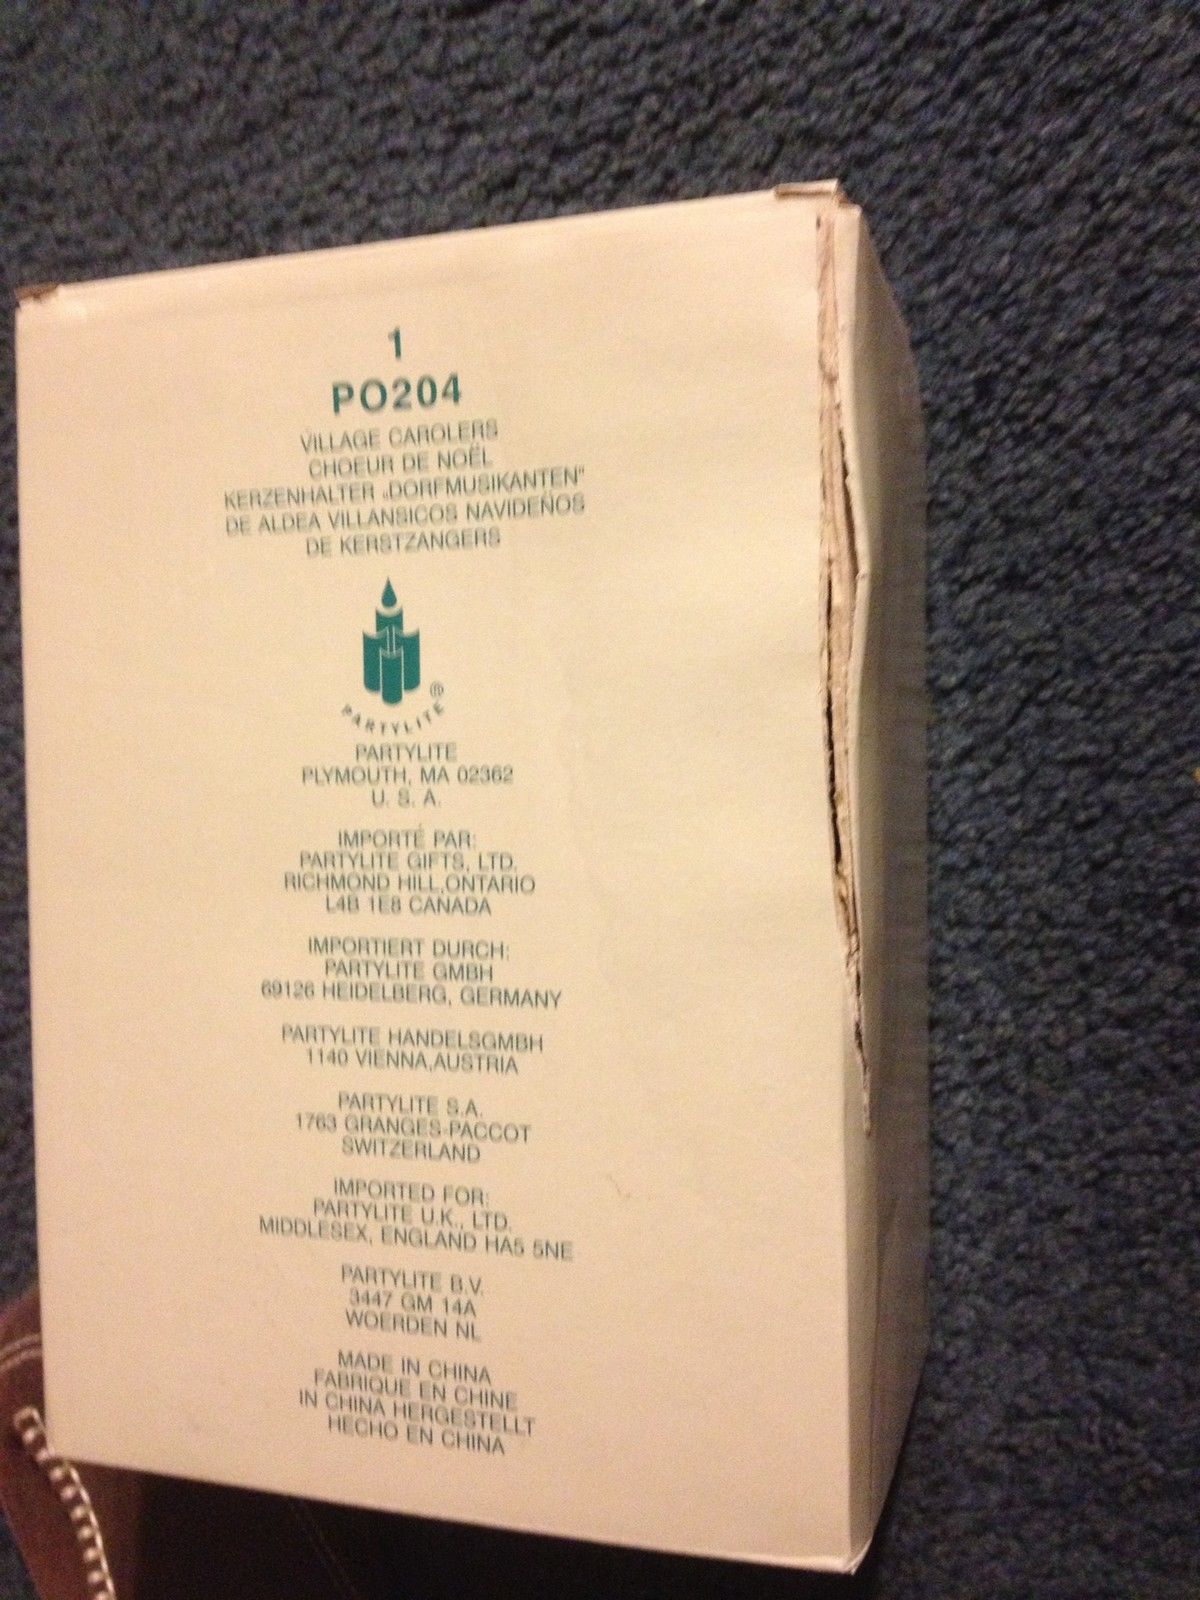 1
PO204
VILLAGE CAROLERS
CHOEUR DE NOËL
KERZENHALTER „DORFMUSIKANTEN"
DE ALDEA VILLANSICOS NAVIDEÑOS
DE KERSTZANGERS
PARTYLITE®
PARTYLITE
PLYMOUTH, MA 02362
U. S. A.
IMPORTÉ PAR:
PARTYLITE GIFTS, LTD.
RICHMOND HILL,ONTARIO
L4B 1E8 CANADA
IMPORTIERT DURCH:
PARTYLITE GMBH
69126 HEIDELBERG, GERMANY
PARTYLITE HANDELSGMBH
1140 VIENNA,AUSTRIA
PARTYLITE S.A.
1763 GRANGES-PACCOT
SWITZERLAND
IMPORTED FOR:
PARTYLITE U.K., LTD.
MIDDLESEX, ENGLAND HA5 5NE
PARTYLITE B.V.
3447 GM 14A
WOERDEN NL
MADE IN CHINA
FABRIQUE EN CHINE
IN CHINA HERGESTELLT
HECHO EN CHINA